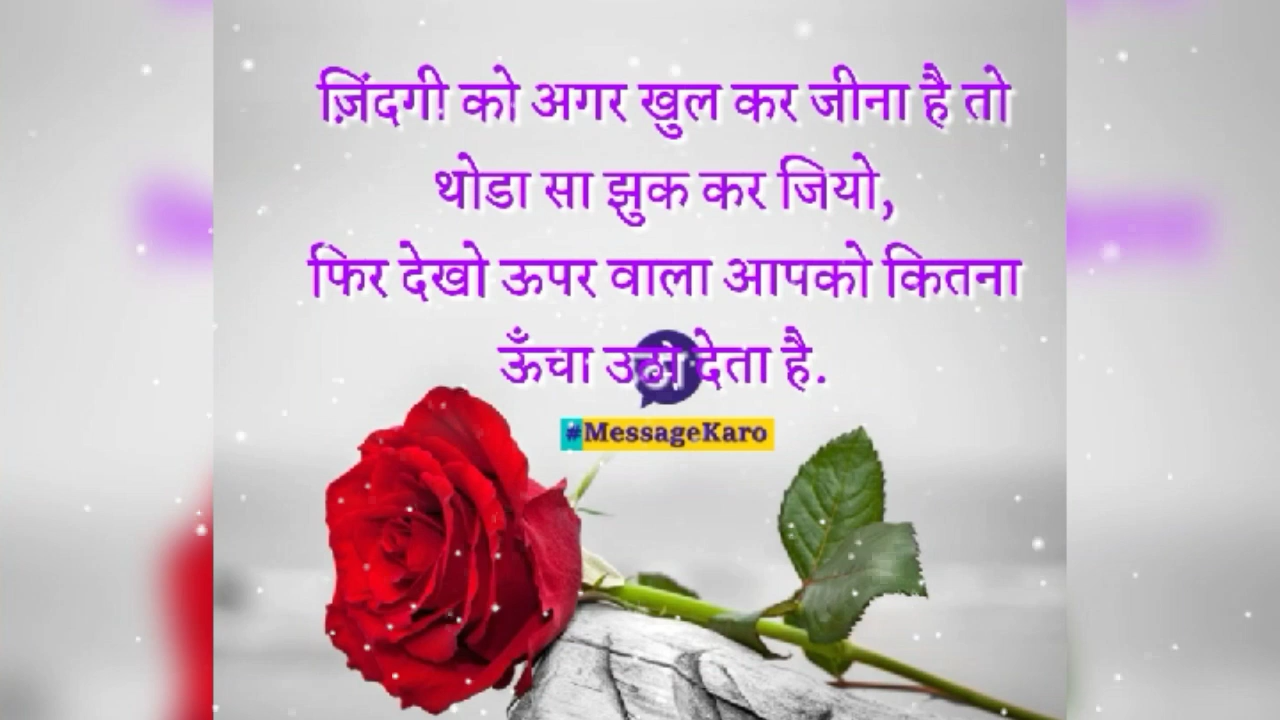 ज़िंदगी को अगर खुल कर जीना है तो
थोडा सा झुक कर जियो,
फिर देखो ऊपर वाला आपको कितना
ऊँचा उठा देता है.
#MessageKaro